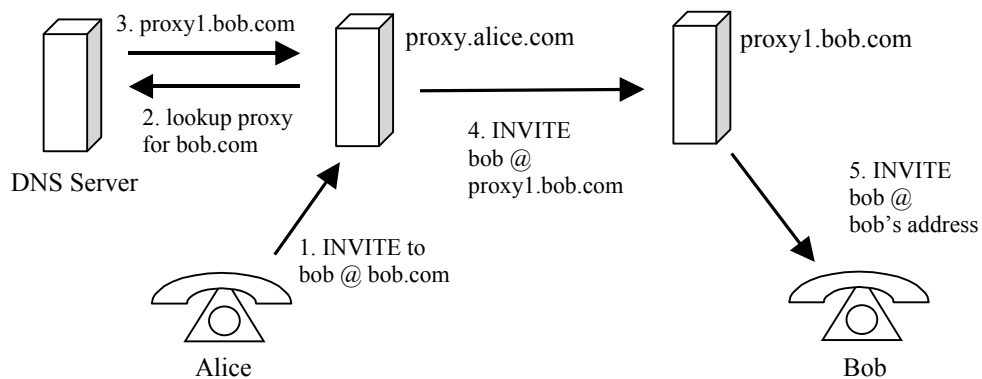 3. proxy1.bob.com
proxy.alice.com
proxy1.bob.com
2. lookup proxy
for bob.com
4. INVITE
bob @
proxy1.bob.com
DNS Server
5. INVITE
bob @
bob’s address
1. INVITE to
bob @ bob.com
Alice
Bob